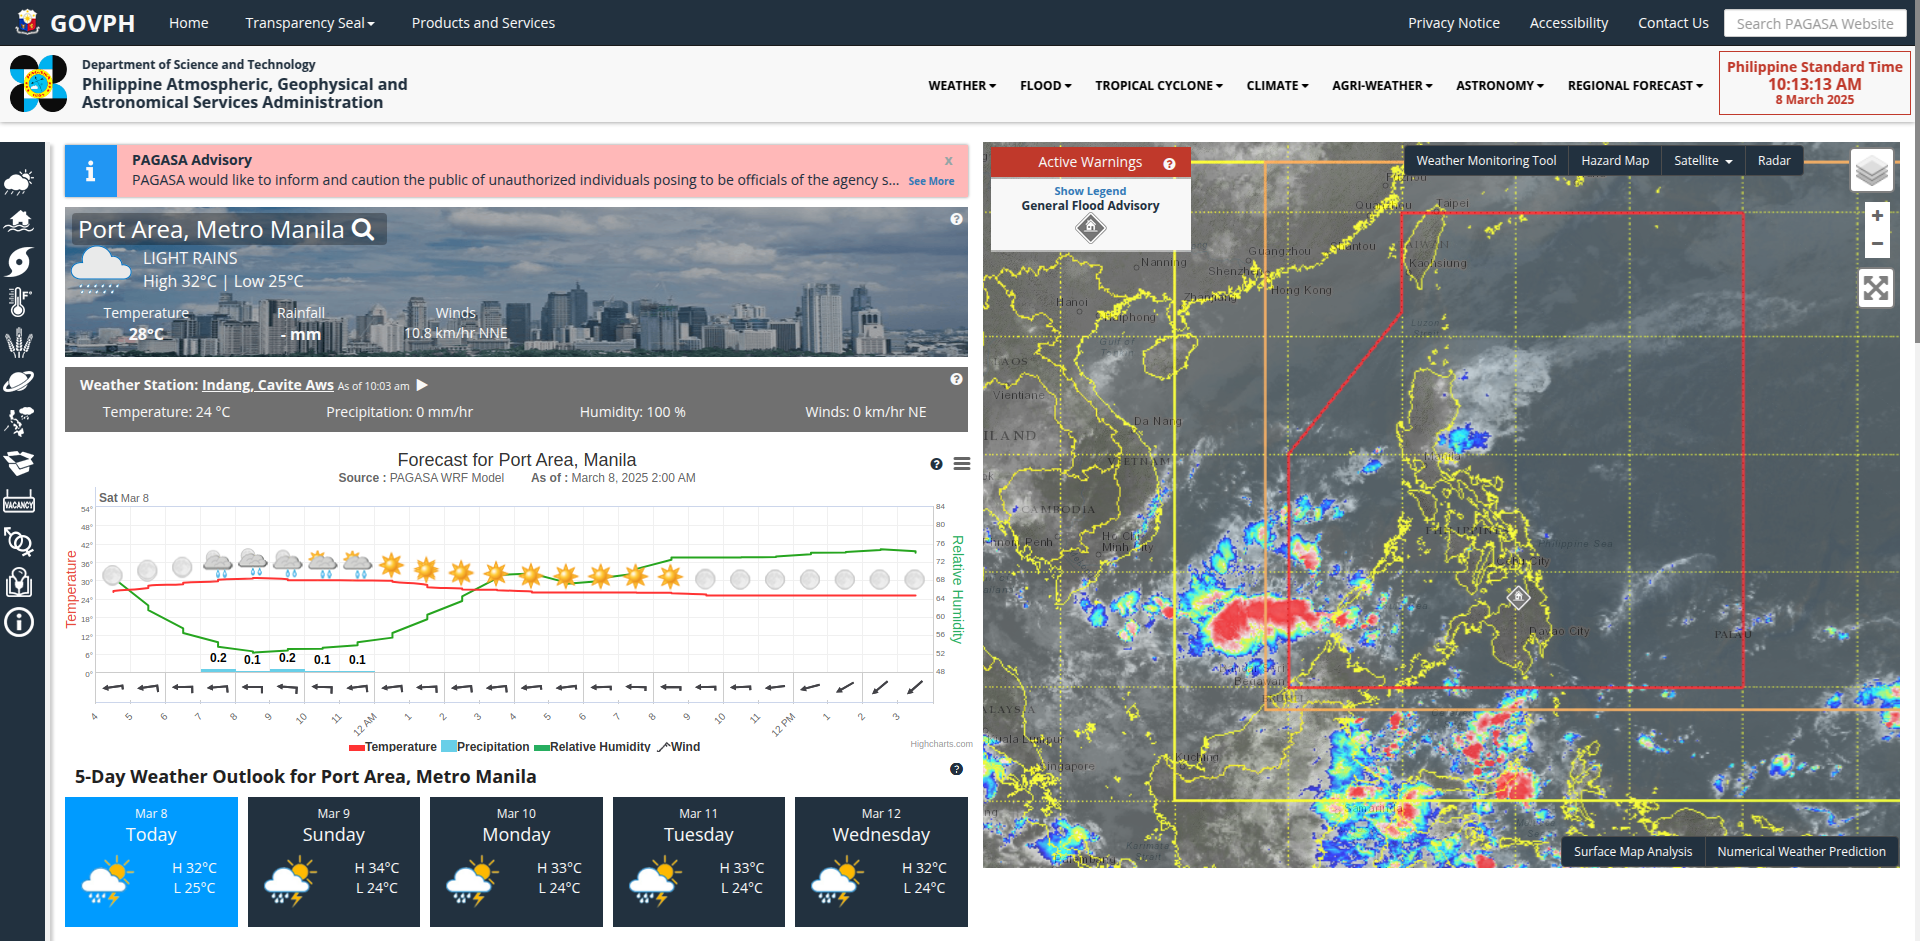 GOVPH
Home
Transparency Seal
Products and Services
Privacy Notice
Accessibility
Contact Us
Search PAGASA Website
Department of Science and Technology
Philippine Atmospheric, Geophysical and
Astronomical Services Administration
WEATHER
FLOOD
TROPICAL CYCLONE
CLIMATE
AGRI-WEATHER
ASTRONOMY
REGIONAL FORECAST
Philippine Standard Time
10:13:13 AM
8 March 2025
PAGASA Advisory
x
PAGASA would like to inform and caution the public of unauthorized individuals posing to be officials of the agency s...
See More
Port Area, Metro Manila
LIGHT RAINS
High 32°C | Low 25°C
Temperature
28°C
Rainfall
- mm
Winds
10.8 km/hr NNE
Weather Station: Indang, Cavite Aws As of 10:03 am
Temperature: 24 °C
Precipitation: 0 mm/hr
Humidity: 100 %
Winds: 0 km/hr NE
Forecast for Port Area, Manila
Source : PAGASA WRF Model As of : March 8, 2025 2:00 AM
Sat Mar 8
Temperature
54°
48°
42°
36°
30°
24°
18°
12°
6°
0°
84
80
76
72
68
64
60
56
52
48
Relative Humidity
0.2
0.1
0.2
0.1
0.1
4
5
6
7
8
9
10
11
12 AM
1
2
3
4
5
6
7
8
9
10
11
12 PM
1
2
3
Temperature
Precipitation
Relative Humidity
Wind
Highcharts.com
5-Day Weather Outlook for Port Area, Metro Manila
Mar 8
Today
H 32°C
L 25°C
Mar 9
Sunday
H 34°C
L 24°C
Mar 10
Monday
H 33°C
L 24°C
Mar 11
Tuesday
H 33°C
L 24°C
Mar 12
Wednesday
H 32°C
L 24°C
VACANCY
Active Warnings
Show Legend
General Flood Advisory
Weather Monitoring Tool
Hazard Map
Satellite
Radar
+
−
Taipei
Guangzhou
Nanning
Shenzhen
Kaohsiung
Hong Kong
Hanoi
Vientiane
Da Nang
VIETNAM
CAMBODIA
Minh City
Philippine Sea
Davao City
PALAU
Kuching
Surface Map Analysis
Numerical Weather Prediction